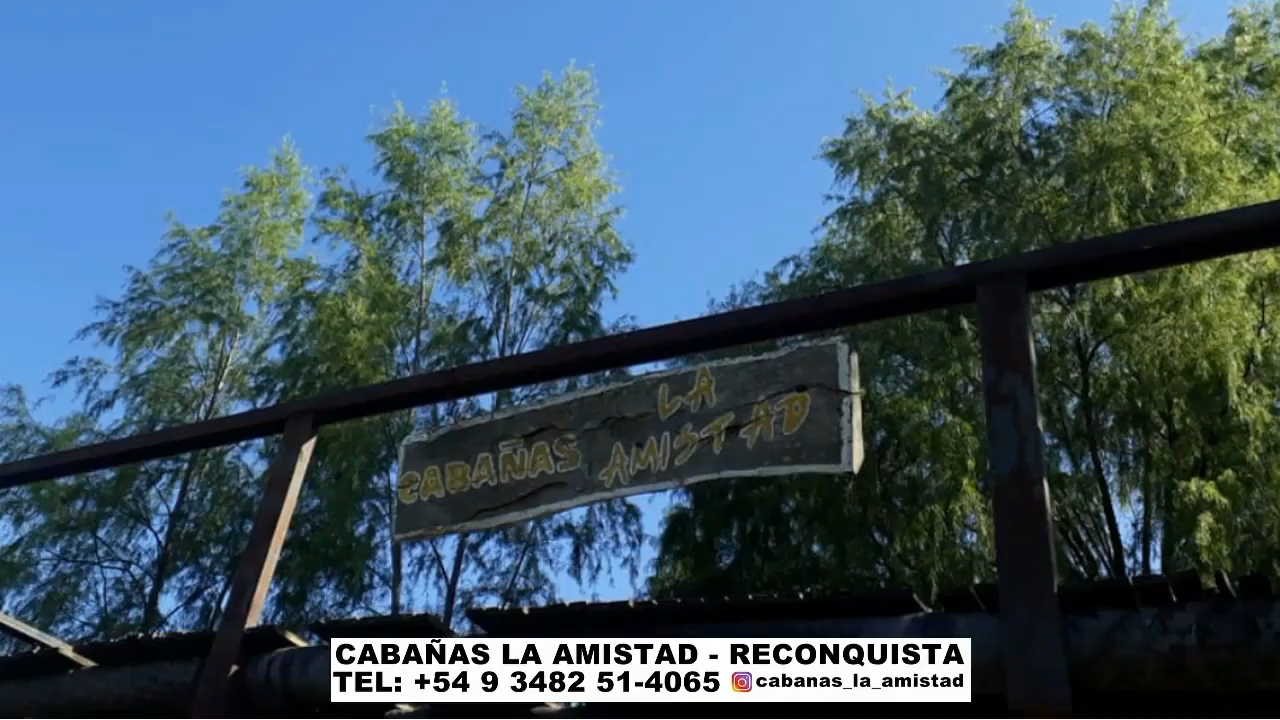 LA
CABAÑAS AMISTAD
CABAÑAS LA AMISTAD - RECONQUISTA
TEL: +54 9 3482 51-4065 cabanas_la_amistad